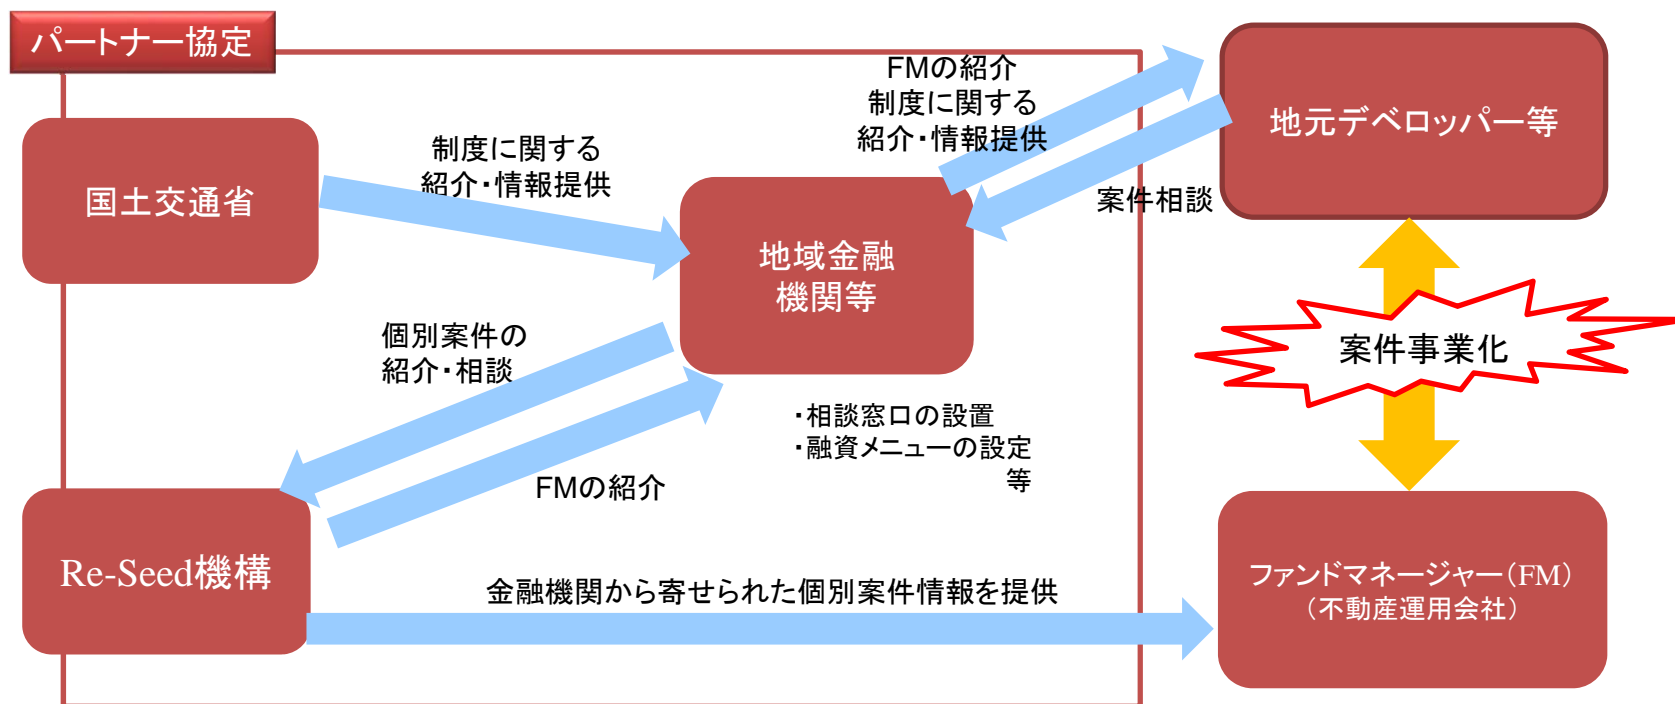 パートナー協定
国土交通省
制度に関する
紹介・情報提供
FMの紹介
制度に関する
紹介・情報提供
地元デベロッパー等
案件相談
地域金融
機関等
個別案件の
紹介・相談
案件事業化
・相談窓口の設置
・融資メニューの設定
等
FMの紹介
Re-Seed機構
金融機関から寄せられた個別案件情報を提供
ファンドマネージャー(FM)
(不動産運用会社)